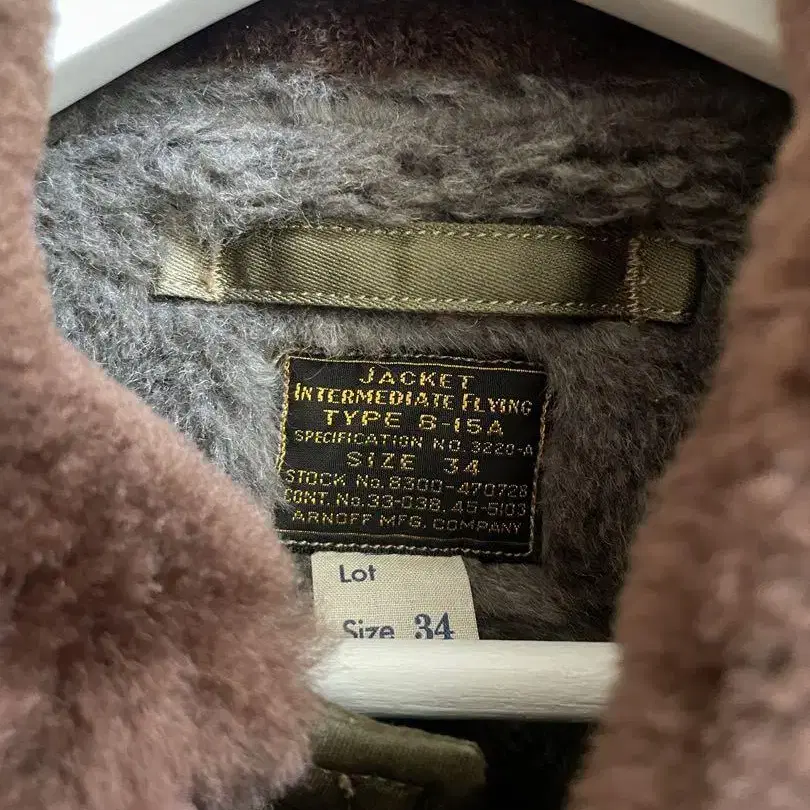 JACKET
INTERMEDIATE FLYING
TYPE B-15A
SPECIFICATION NO. 3220-A
SIZE 34
STOCK No. 8300-470728
CONT. No. 33-038, 45-5103
ARNOFF MFG. COMPANY
Lot
Size 34